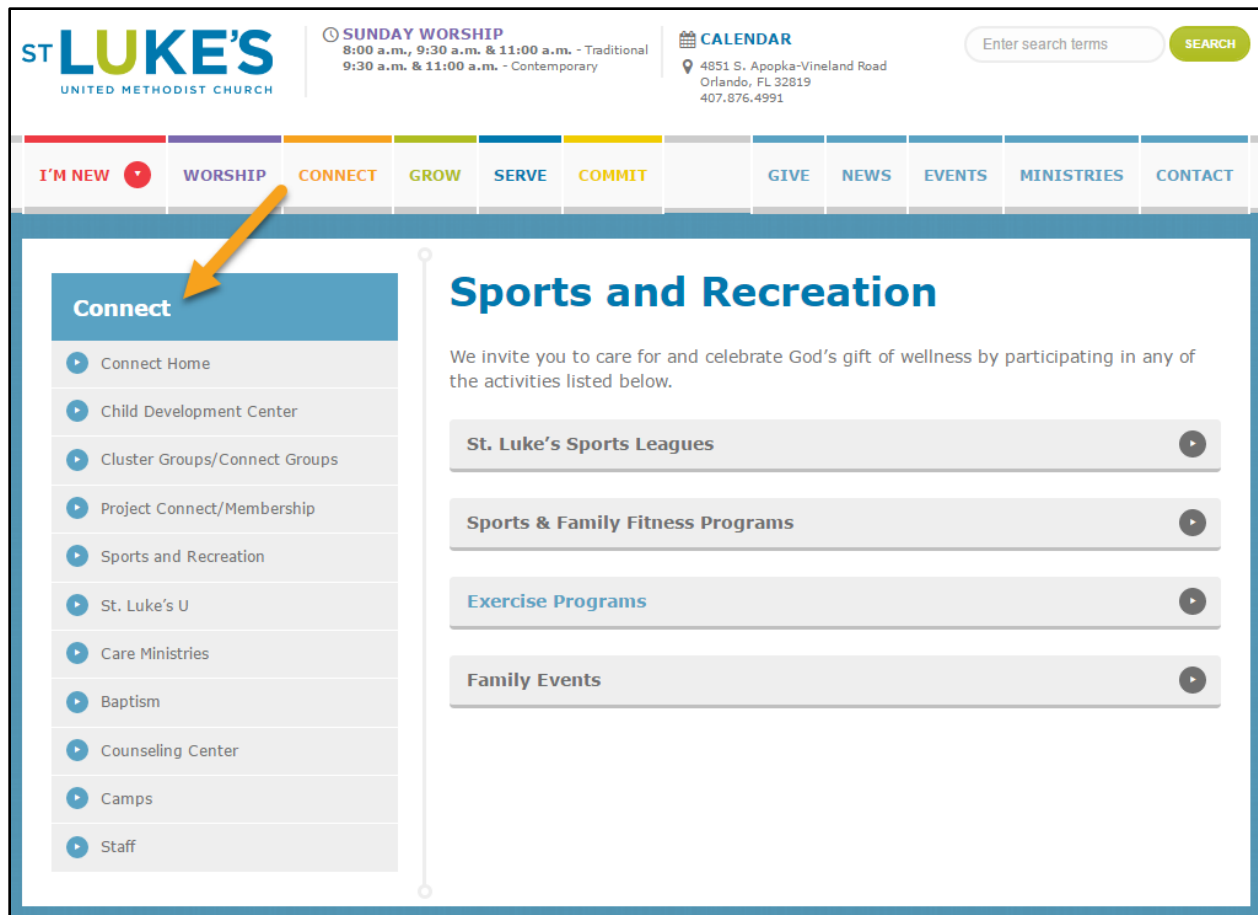 ST LUKE'S
UNITED METHODIST CHURCH
SUNDAY WORSHIP
8:00 a.m., 9:30 a.m. & 11:00 a.m. - Traditional
9:30 a.m. & 11:00 a.m. - Contemporary
CALENDAR
4851 S. Apopka-Vineland Road
Orlando, FL 32819
407.876.4991
Enter search terms
SEARCH
I'M NEW WORSHIP CONNECT GROW SERVE COMMIT GIVE NEWS EVENTS MINISTRIES CONTACT
Connect
Connect Home
Child Development Center
Cluster Groups/Connect Groups
Project Connect/Membership
Sports and Recreation
St. Luke's U
Care Ministries
Baptism
Counseling Center
Camps
Staff
Sports and Recreation
We invite you to care for and celebrate God's gift of wellness by participating in any of
the activities listed below.
St. Luke's Sports Leagues
Sports & Family Fitness Programs
Exercise Programs
Family Events